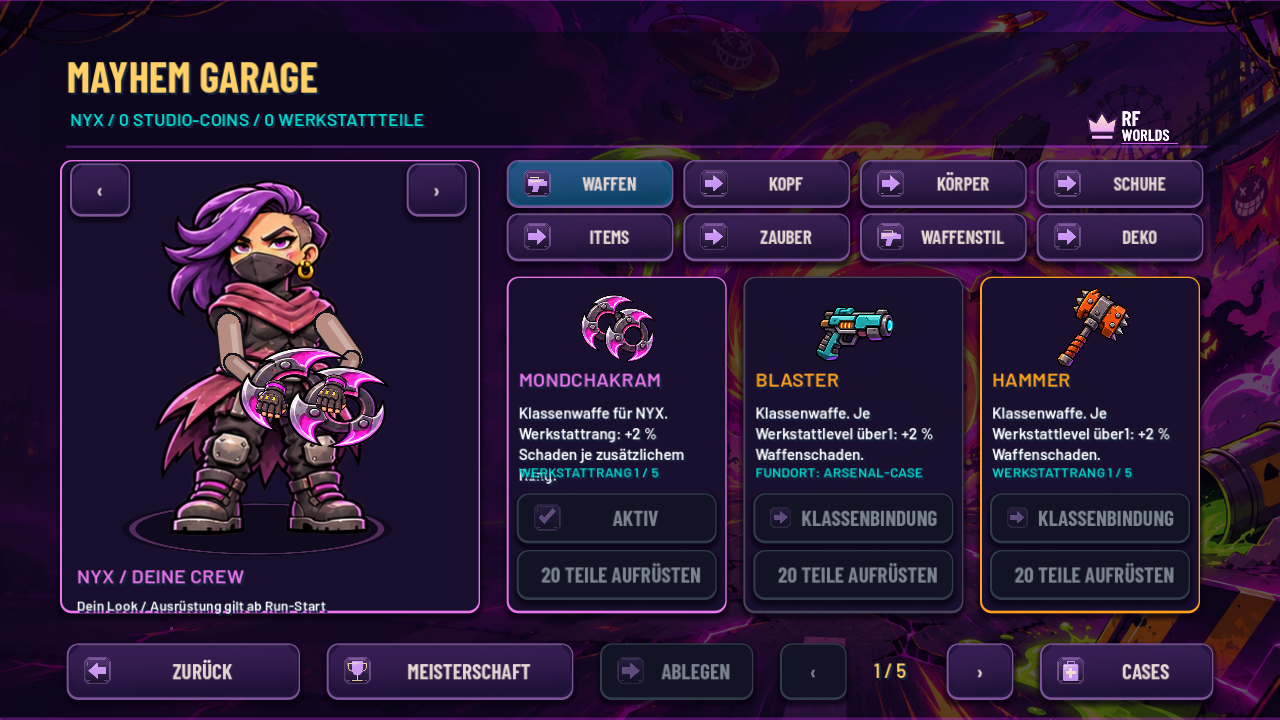 MAYHEM GARAGE
NYX / 0 STUDIO-COINS / 0 WERKSTATTTEILE
RF
WORLDS
‹
›
WAFFEN
KOPF
KÖRPER
SCHUHE
ITEMS
ZAUBER
WAFFENSTIL
DEKO
MONDCHAKRAM
Klassenwaffe für NYX.
Werkstattrang: +2 %
Schaden je zusätzlichem
Rang.
WERKSTATTRANG 1 / 5
AKTIV
20 TEILE AUFRÜSTEN
BLASTER
Klassenwaffe. Je
Werkstattlevel über1: +2 %
Waffenschaden.
FUNDORT: ARSENAL-CASE
KLASSENBINDUNG
20 TEILE AUFRÜSTEN
HAMMER
Klassenwaffe. Je
Werkstattlevel über1: +2 %
Waffenschaden.
WERKSTATTRANG 1 / 5
KLASSENBINDUNG
20 TEILE AUFRÜSTEN
NYX / DEINE CREW
Dein Look / Ausrüstung gilt ab Run-Start
ZURÜCK
MEISTERSCHAFT
ABLEGEN
‹
1 / 5
›
CASES